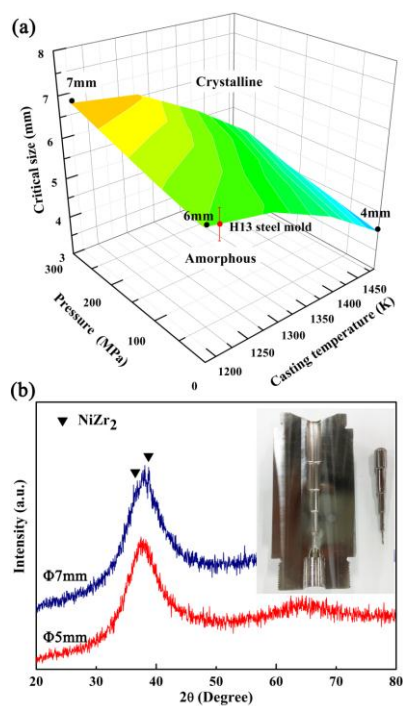 (a)
8
7
6
5
4
3
Critical size (mm)
7mm
Crystalline
6mm
H13 steel mold
4mm
Amorphous
300
200
100
0
Pressure (MPa)
1200
1250
1300
1350
1400
1450
Casting temperature (K)
(b)
▼ NiZr₂
Intensity (a.u.)
Φ7mm
Φ5mm
20 30 40 50 60 70 80
2θ (Degree)